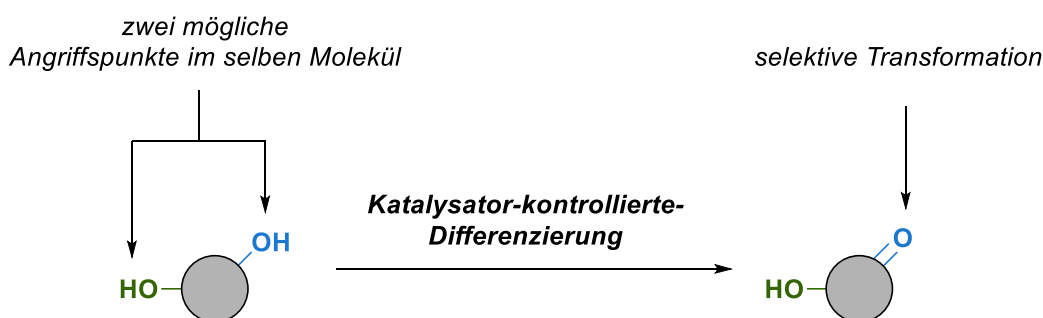 zwei mögliche
Angriffspunkte im selben Molekül
selektive Transformation
Katalysator-kontrollierte-
Differenzierung
OH
HO
O
HO